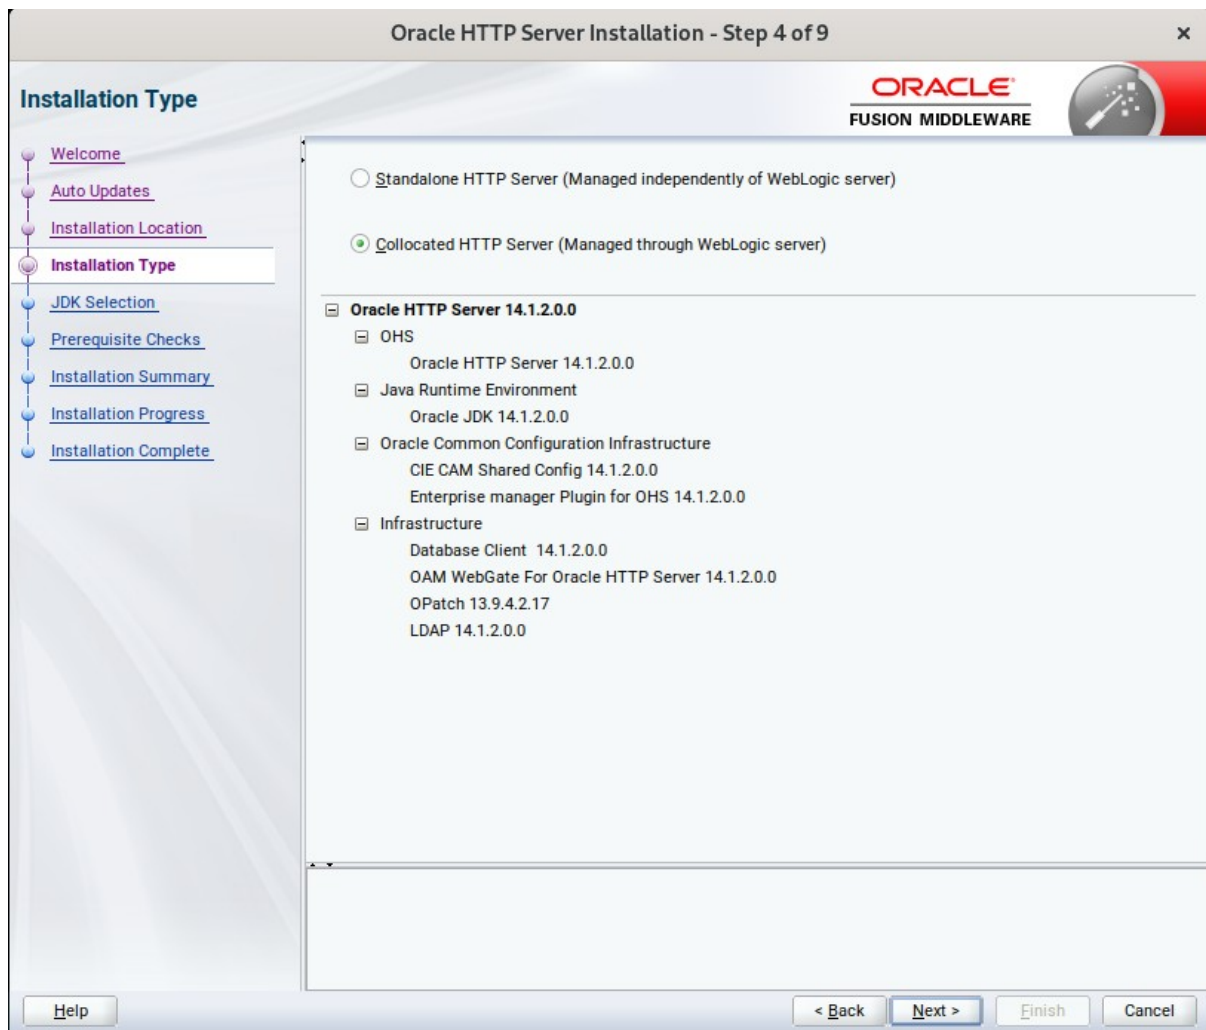 Oracle HTTP Server Installation - Step 4 of 9
×
Installation Type
ORACLE
FUSION MIDDLEWARE
Welcome
Auto Updates
Installation Location
Installation Type
JDK Selection
Prerequisite Checks
Installation Summary
Installation Progress
Installation Complete
Standalone HTTP Server (Managed independently of WebLogic server)
Collocated HTTP Server (Managed through WebLogic server)
Oracle HTTP Server 14.1.2.0.0
OHS
Oracle HTTP Server 14.1.2.0.0
Java Runtime Environment
Oracle JDK 14.1.2.0.0
Oracle Common Configuration Infrastructure
CIE CAM Shared Config 14.1.2.0.0
Enterprise manager Plugin for OHS 14.1.2.0.0
Infrastructure
Database Client 14.1.2.0.0
OAM WebGate For Oracle HTTP Server 14.1.2.0.0
OPatch 13.9.4.2.17
LDAP 14.1.2.0.0
Help
< Back
Next >
Finish
Cancel